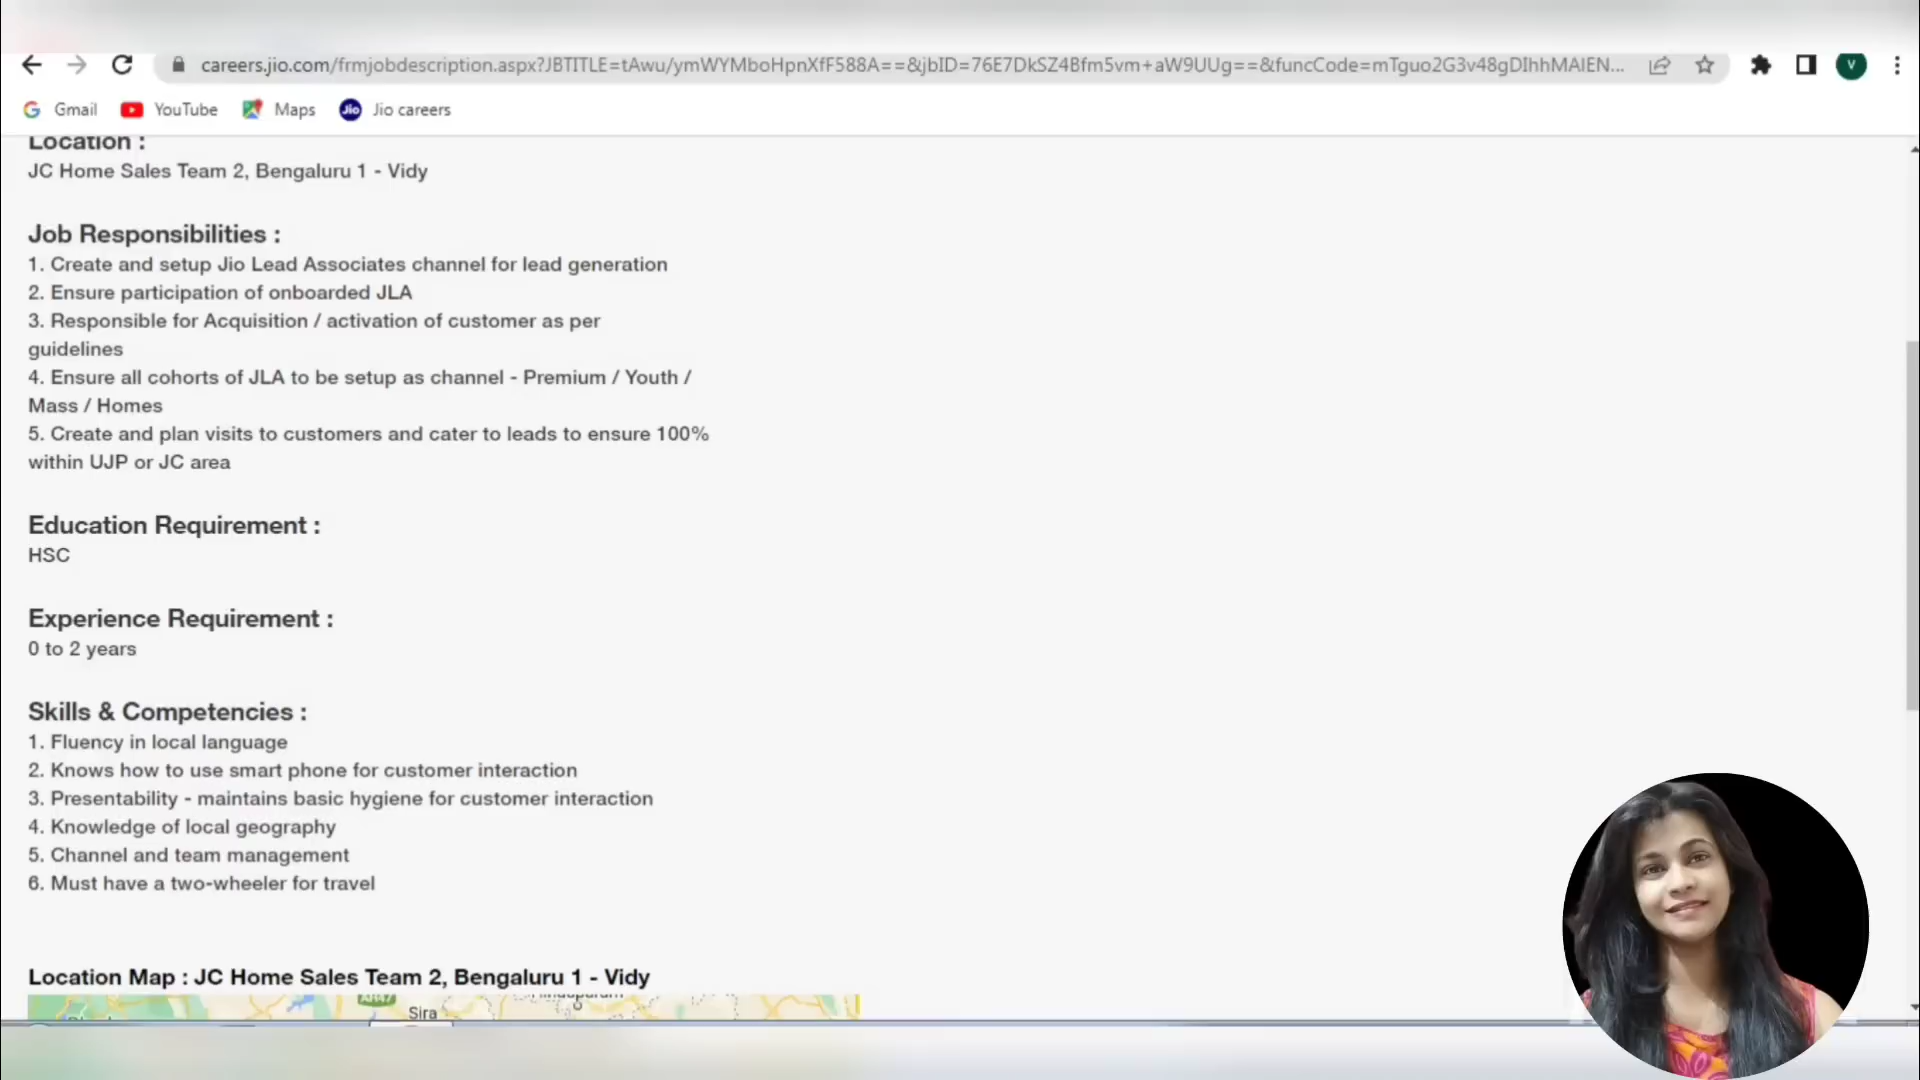 careers.jio.com/frmjobdescription.aspx?JBTITLE=tAwu/ymWYMboHpnXfF588A==&jbID=76E7DkSZ4Bfm5vm+aW9UUg==&funcCode=mTguo2G3v48gDIhhMAIEN...
V
Gmail
YouTube
Maps
Jio
Jio careers
Location :
JC Home Sales Team 2, Bengaluru 1 - Vidy
Job Responsibilities :
1. Create and setup Jio Lead Associates channel for lead generation
2. Ensure participation of onboarded JLA
3. Responsible for Acquisition / activation of customer as per
guidelines
4. Ensure all cohorts of JLA to be setup as channel - Premium / Youth /
Mass / Homes
5. Create and plan visits to customers and cater to leads to ensure 100%
within UJP or JC area
Education Requirement :
HSC
Experience Requirement :
0 to 2 years
Skills & Competencies :
1. Fluency in local language
2. Knows how to use smart phone for customer interaction
3. Presentability - maintains basic hygiene for customer interaction
4. Knowledge of local geography
5. Channel and team management
6. Must have a two-wheeler for travel
Location Map : JC Home Sales Team 2, Bengaluru 1 - Vidy
Sira